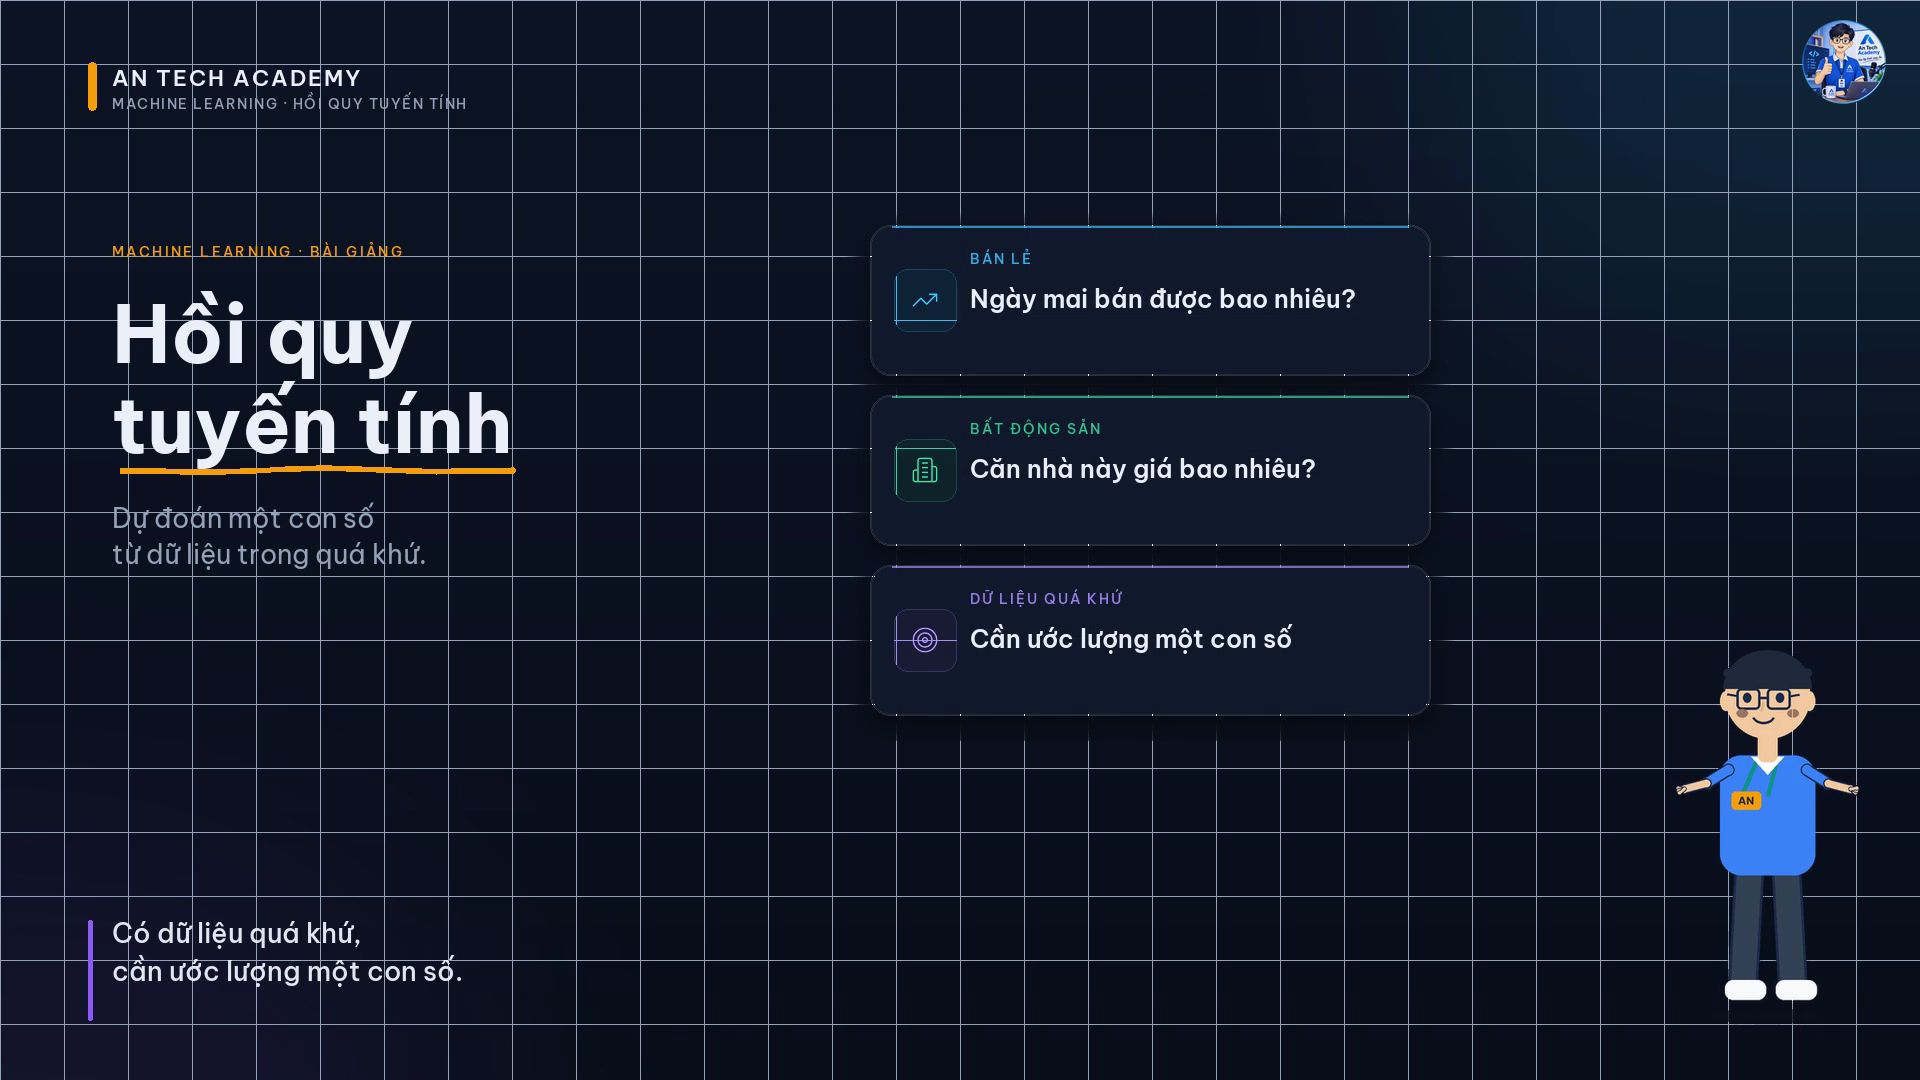 AN TECH ACADEMY
MACHINE LEARNING · HỒI QUY TUYẾN TÍNH
An Tech
Academy
MACHINE LEARNING · BÀI GIẢNG
Hồi quy
tuyến tính
Dự đoán một con số
từ dữ liệu trong quá khứ.
BÁN LẺ
Ngày mai bán được bao nhiêu?
BẤT ĐỘNG SẢN
Căn nhà này giá bao nhiêu?
DỮ LIỆU QUÁ KHỨ
Cần ước lượng một con số
AN
Có dữ liệu quá khứ,
cần ước lượng một con số.